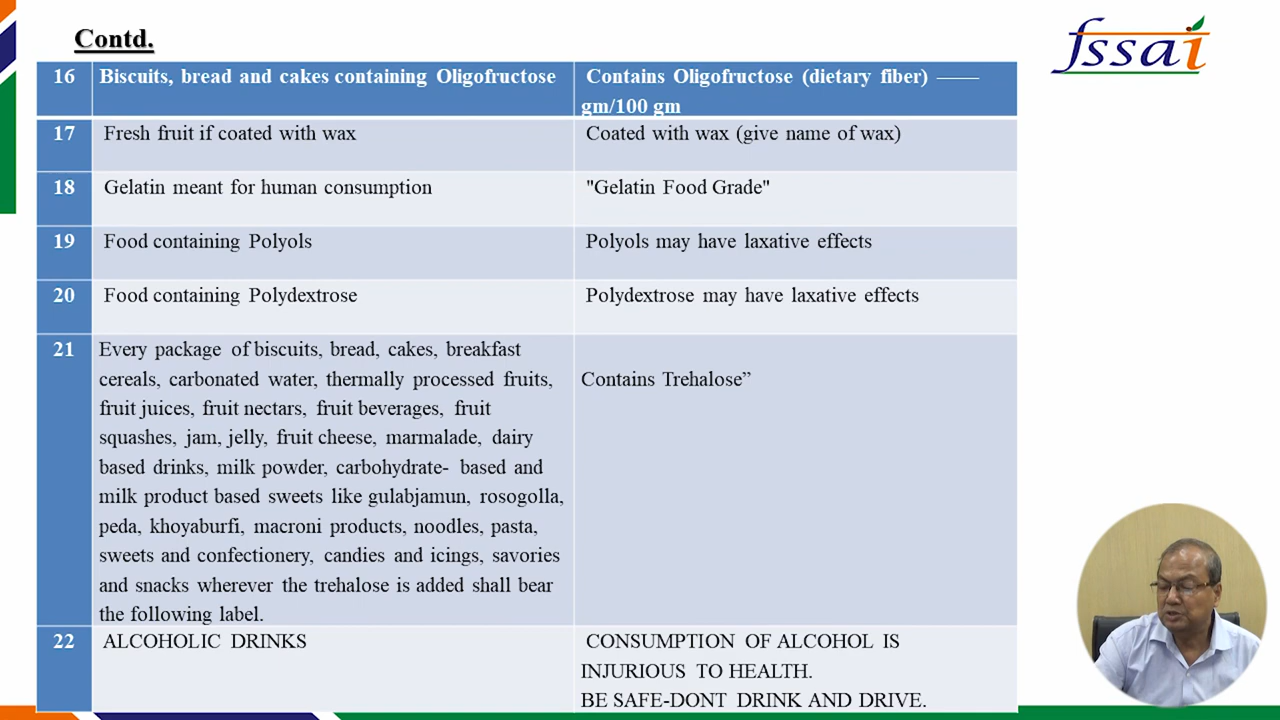 Contd.
fssai
16 Biscuits, bread and cakes containing Oligofructose Contains Oligofructose (dietary fiber) ——
gm/100 gm
17 Fresh fruit if coated with wax Coated with wax (give name of wax)
18 Gelatin meant for human consumption "Gelatin Food Grade"
19 Food containing Polyols Polyols may have laxative effects
20 Food containing Polydextrose Polydextrose may have laxative effects
21 Every package of biscuits, bread, cakes, breakfast
cereals, carbonated water, thermally processed fruits,
fruit juices, fruit nectars, fruit beverages, fruit
squashes, jam, jelly, fruit cheese, marmalade, dairy
based drinks, milk powder, carbohydrate- based and
milk product based sweets like gulabjamun, rosogolla,
peda, khoyaburfi, macroni products, noodles, pasta,
sweets and confectionery, candies and icings, savories
and snacks wherever the trehalose is added shall bear
the following label.
Contains Trehalose”
22 ALCOHOLIC DRINKS CONSUMPTION OF ALCOHOL IS
INJURIOUS TO HEALTH.
BE SAFE-DONT DRINK AND DRIVE.